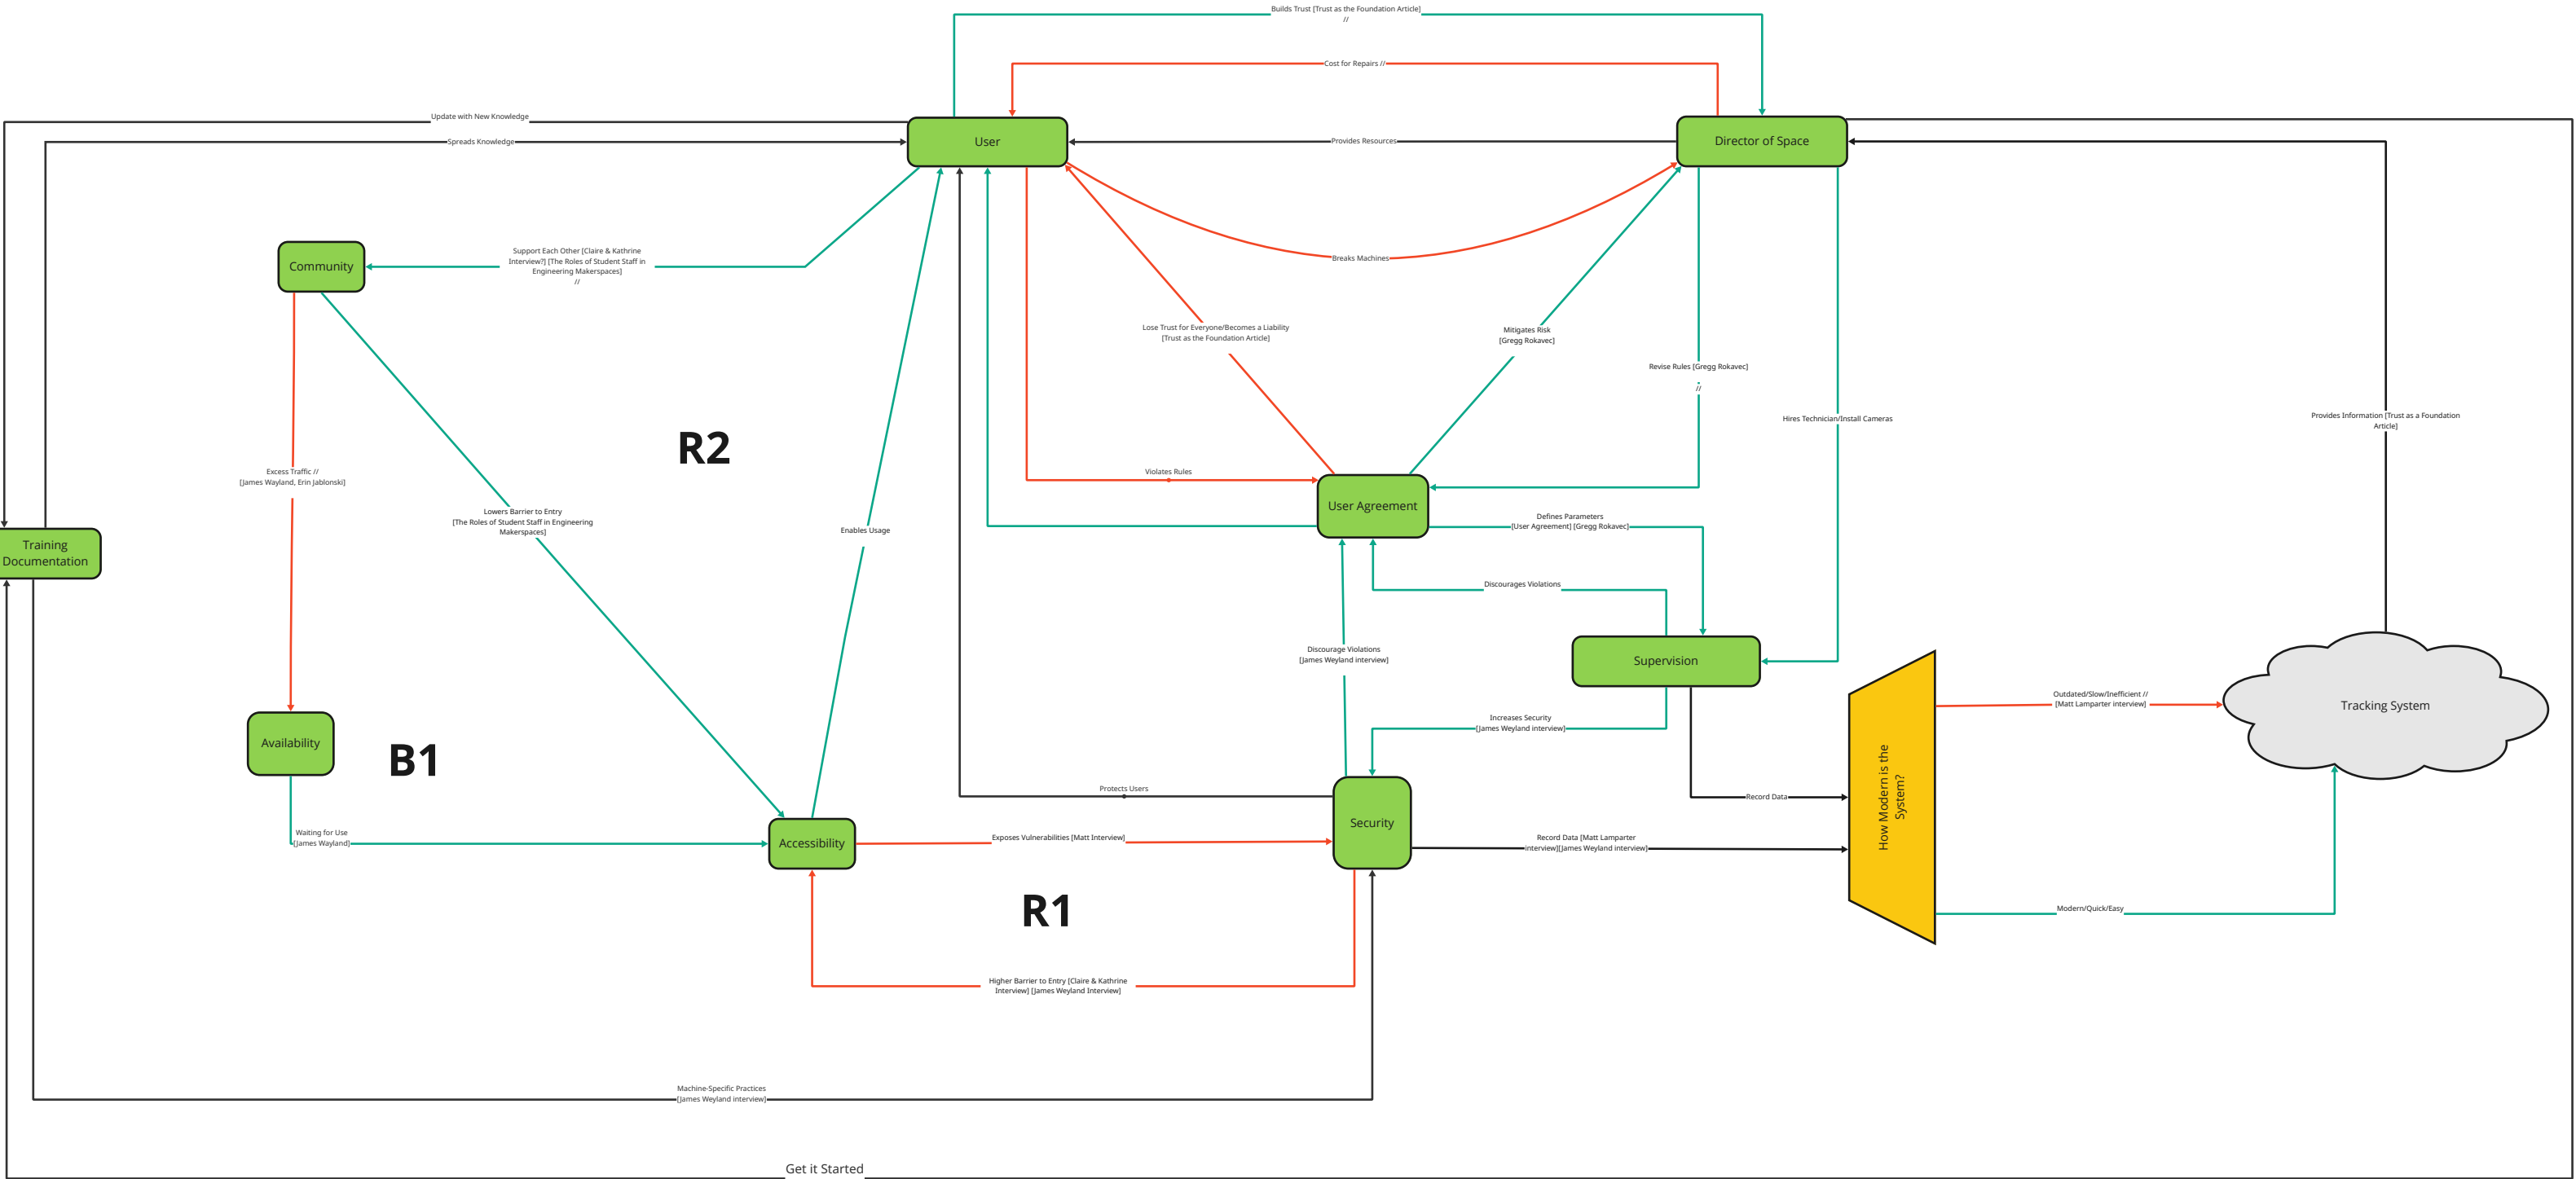 Builds Trust [Trust as the Foundation Article]
//
Cost for Repairs //
Update with New Knowledge
Spreads Knowledge
User
Provides Resources
Director of Space
Support Each Other [Claire & Kathrine
Interview?] [The Roles of Student Staff in
Engineering Makerspaces]
//
Community
Breaks Machines
Lose Trust for Everyone/Becomes a Liability
[Trust as the Foundation Article]
Mitigates Risk
[Gregg Rokavec]
Revise Rules [Gregg Rokavec]
//
Hires Technician/Install Cameras
Provides Information [Trust as a Foundation
Article]
R2
Excess Traffic //
[James Wayland, Erin Jablonski]
Violates Rules
Lowers Barrier to Entry
[The Roles of Student Staff in Engineering
Makerspaces]
Enables Usage
User Agreement
Defines Parameters
[User Agreement] [Gregg Rokavec]
Training
Documentation
Discourages Violations
Discourage Violations
[James Weyland interview]
Supervision
Outdated/Slow/Inefficient //
[Matt Lamparter interview]
Tracking System
Increases Security
[James Weyland interview]
Availability
B1
Protects Users
Record Data
How Modern is the
System?
Security
Waiting for Use
[James Wayland]
Accessibility
Exposes Vulnerabilities [Matt Interview]
Record Data [Matt Lamparter
interview][James Weyland interview]
R1
Modern/Quick/Easy
Higher Barrier to Entry [Claire & Kathrine
Interview] [James Weyland Interview]
Machine-Specific Practices
[James Weyland interview]
Get it Started